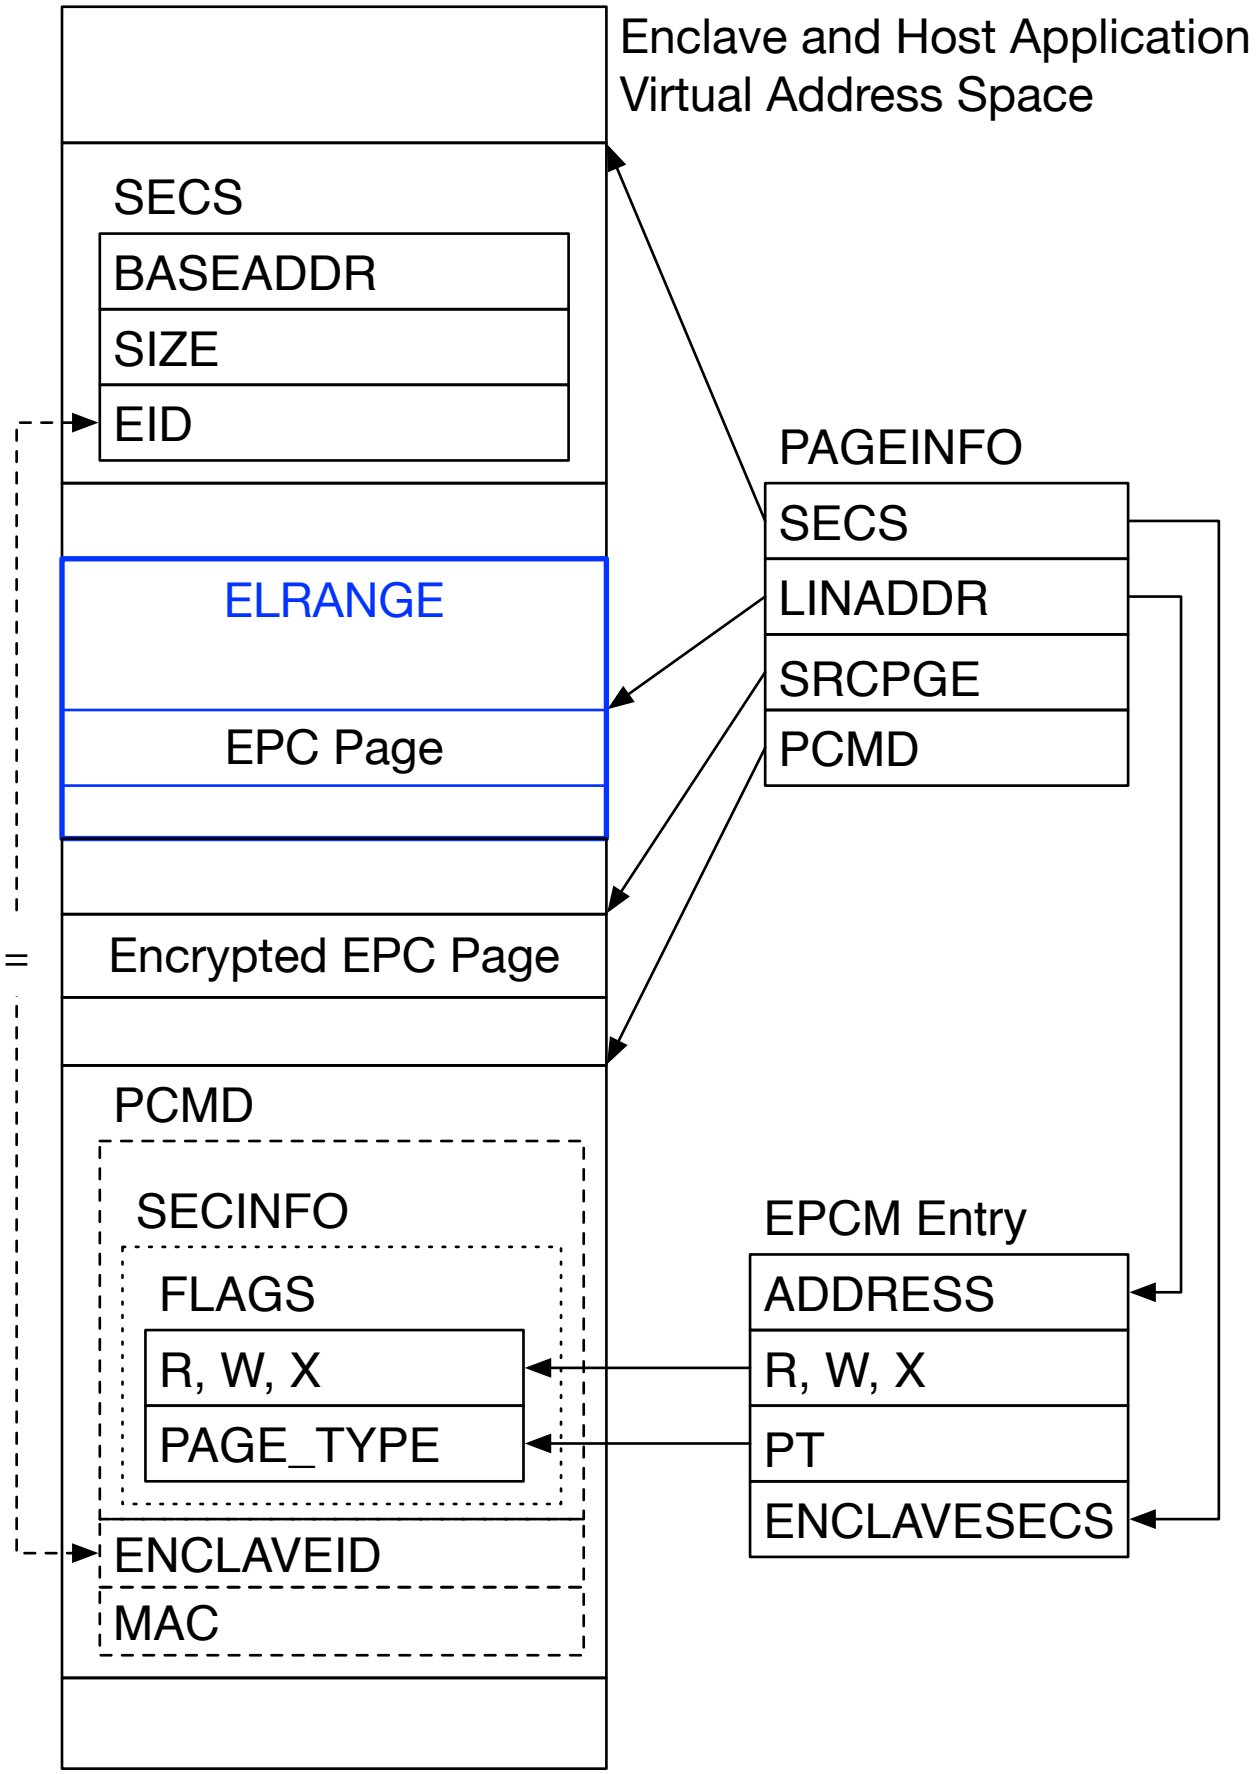 Enclave and Host Application
Virtual Address Space
SECS
BASEADDR
SIZE
EID
ELRANGE
EPC Page
=
Encrypted EPC Page
PCMD
SECINFO
FLAGS
R, W, X
PAGE_TYPE
ENCLAVEID
MAC
PAGEINFO
SECS
LINADDR
SRCPGE
PCMD
EPCM Entry
ADDRESS
R, W, X
PT
ENCLAVESECS